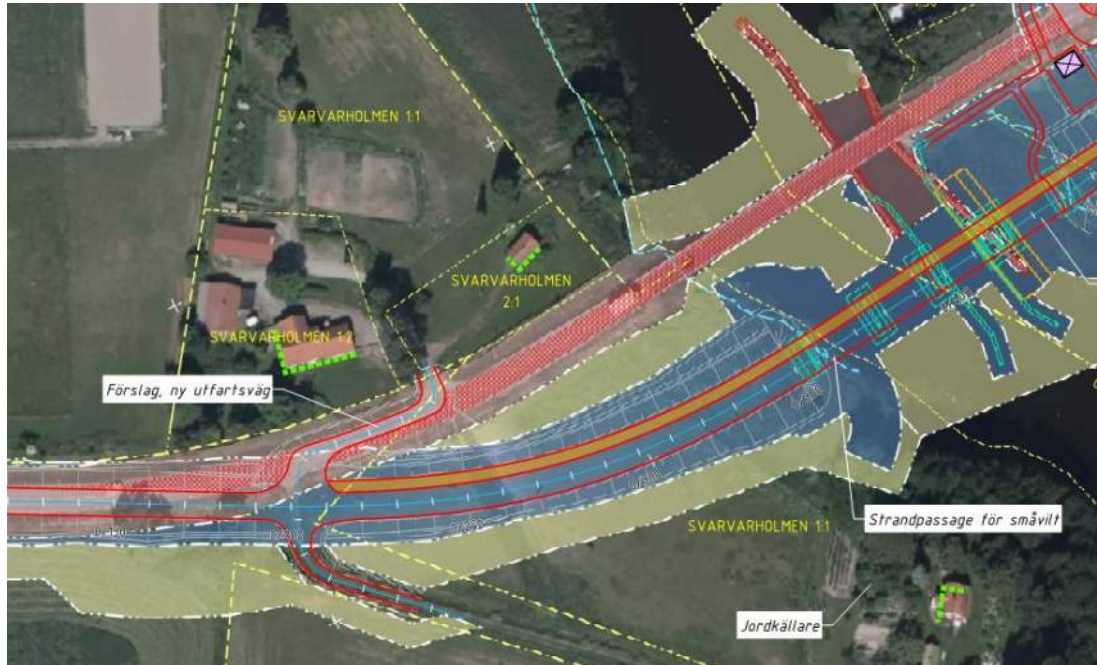 SVARVARHOLMEN 1:1
SVARVARHOLMEN
2:1
SVARVARHOLMEN 1:2
Förslag, ny utfartsväg
SVARVARHOLMEN 1:1
Strandpassage för småvilt
Jordkällare